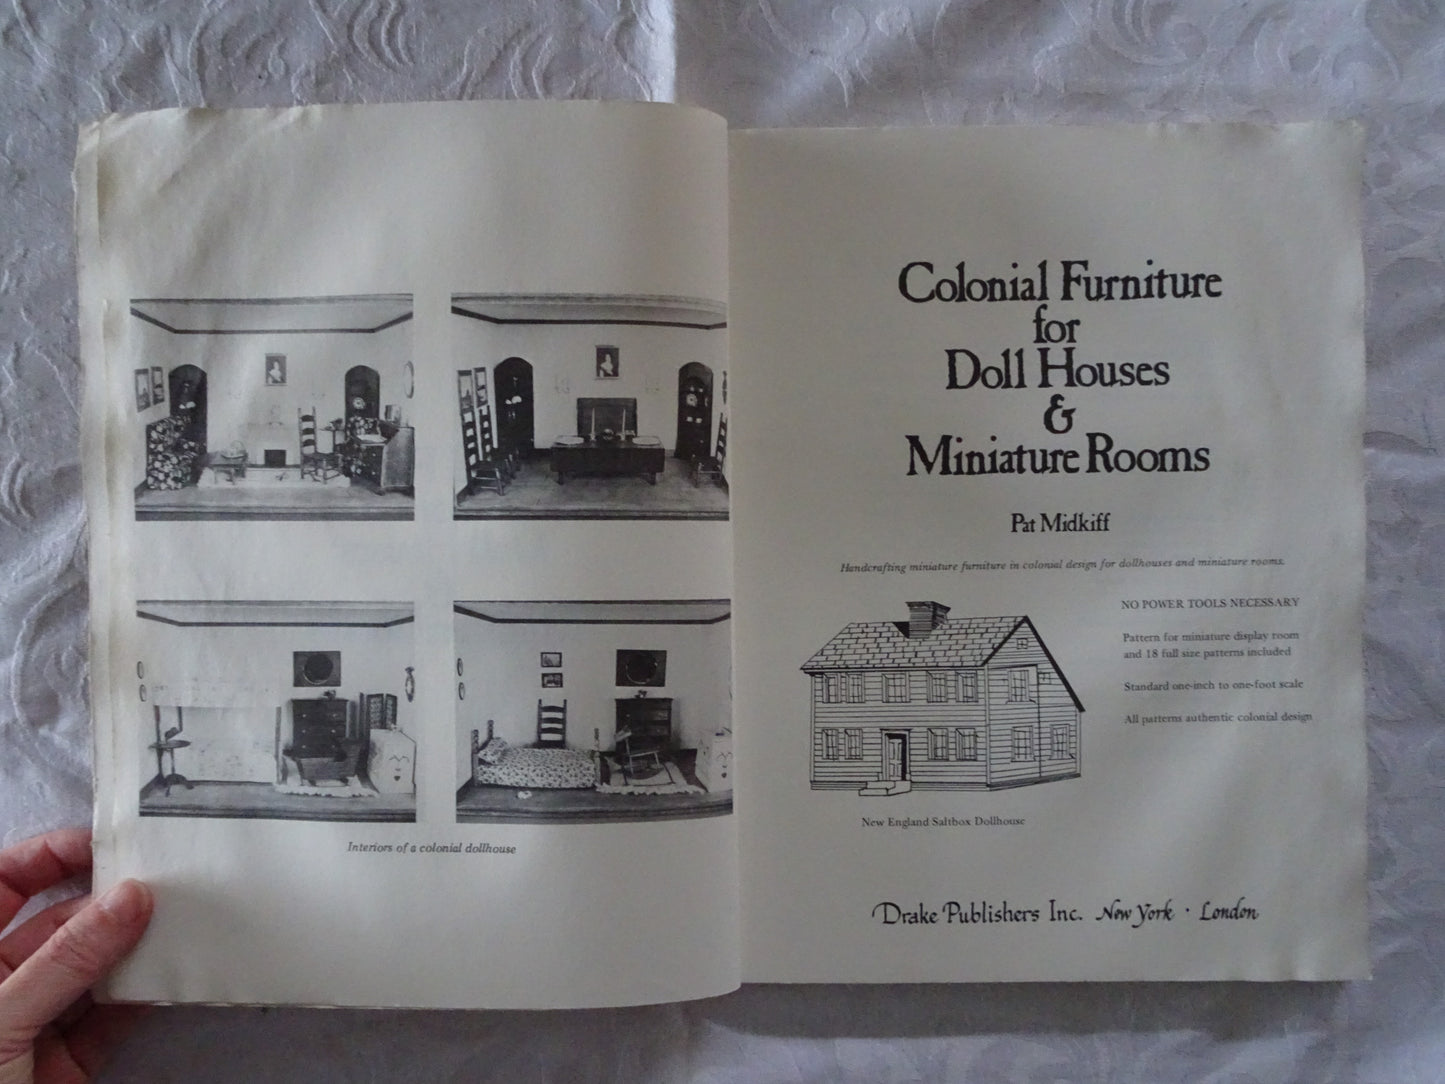 Interiors of a colonial dollhouse
Colonial Furniture
for
Doll Houses
&
Miniature Rooms
Pat Midkiff
Handcrafting miniature furniture in colonial design for dollhouses and miniature rooms.
NO POWER TOOLS NECESSARY
Pattern for miniature display room
and 18 full size patterns included
Standard one-inch to one-foot scale
All patterns authentic colonial design
New England Saltbox Dollhouse
Drake Publishers Inc. New York · London